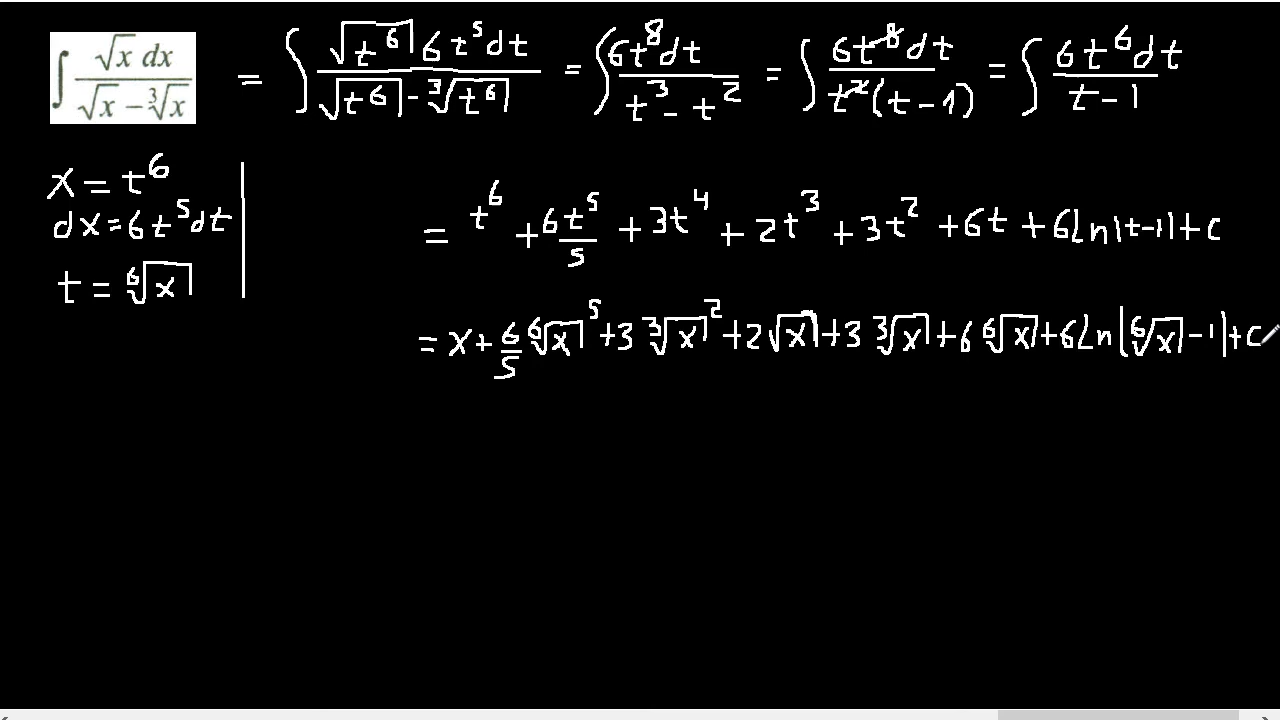 ∫ √x dx / (√x − ∛x) = ∫ √(t⁶) 6t⁵dt / (√(t⁶) - ∛(t⁶)) = ∫ 6t⁸dt / (t³ - t²) = ∫ 6t⁸dt / (t²(t-1)) = ∫ 6t⁶dt / (t-1)
x = t⁶
dx = 6t⁵dt
t = ⁶√x
= t⁶ + 6t⁵/5 + 3t⁴ + 2t³ + 3t² + 6t + 6Ln|t-1| + c
= x + 6/5 ⁶√x⁵ + 3 ∛x² + 2√x + 3 ∛x + 6 ⁶√x + 6Ln|⁶√x - 1| + c